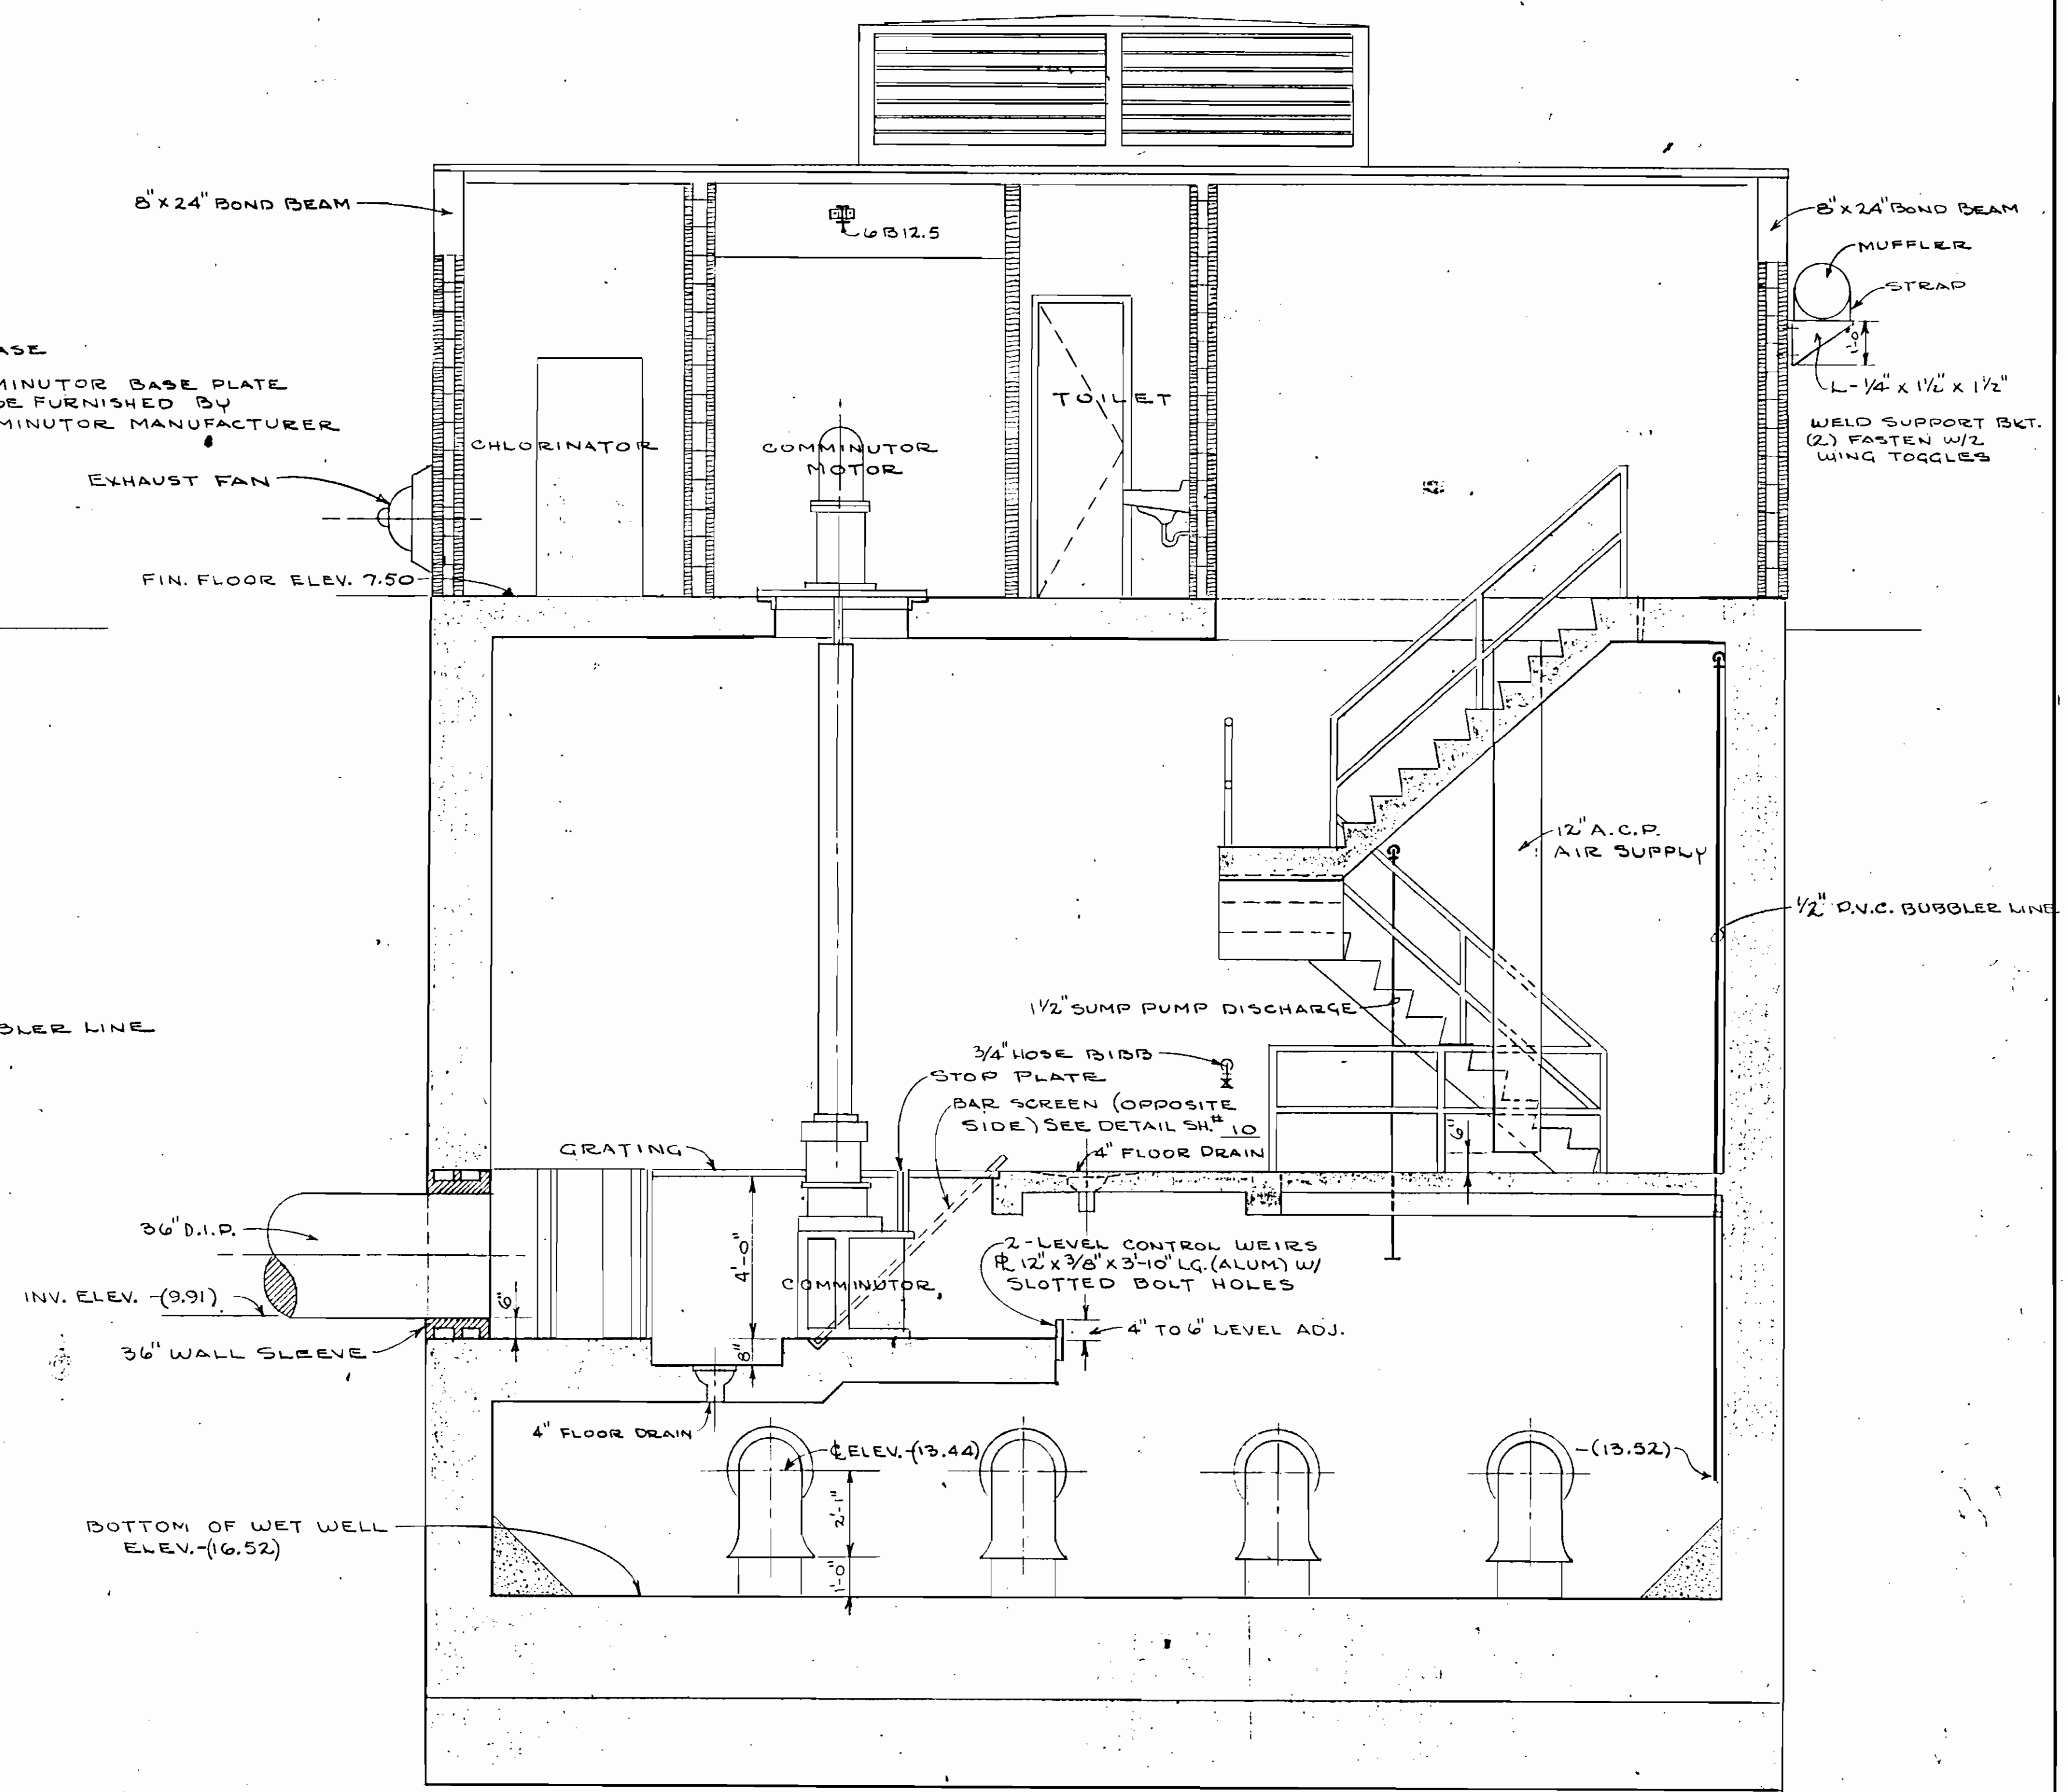 8"X24" BOND BEAM
6B12.5
8"X24" BOND BEAM
MUFFLER
STRAP
1'-0"
L-1/4" x 1 1/2" x 1 1/2"
WELD SUPPORT BKT.
(2) FASTEN W/2
WING TOGGLES
ASE
MINUTOR BASE PLATE
BE FURNISHED BY
MINUTOR MANUFACTURER
EXHAUST FAN
CHLORINATOR
COMMINUTOR
MOTOR
TOILET
FIN. FLOOR ELEV. 7.50
12" A.C.P.
AIR SUPPLY
1/2" P.V.C. BUBBLER LINE
BBLER LINE
1 1/2" SUMP PUMP DISCHARGE
3/4" HOSE BIBB
STOP PLATE
BAR SCREEN (OPPOSITE
SIDE) SEE DETAIL SH.# 10
GRATING
4" FLOOR DRAIN
6"
36" D.I.P.
4'-0"
COMMINUTOR
2-LEVEL CONTROL WEIRS
PL 12" x 3/8" x 3'-10" LG.(ALUM) W/
SLOTTED BOLT HOLES
INV. ELEV. -(9.91)
6"
4" TO 6" LEVEL ADJ.
36" WALL SLEEVE
8"
4" FLOOR DRAIN
℄ ELEV.-(13.44)
-(13.52)
2'-1"
BOTTOM OF WET WELL
ELEV.-(16.52)
1'-0"